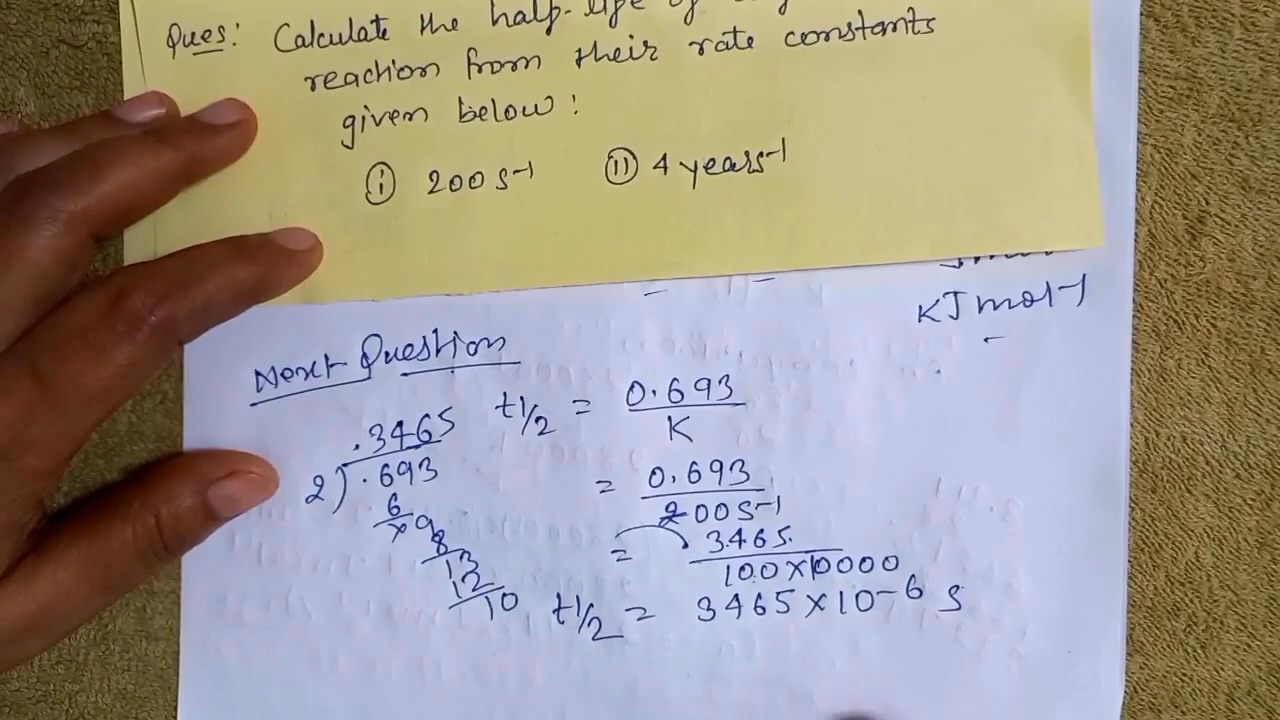 Ques: Calculate the half-life of
reaction from their rate constants
given below:
(i) 200 s-1 (ii) 4 years-1
KJ mol-1
Next Question
t1/2 = 0.693
K
.3465
2).693
6
×9
8
13
12
10
= 0.693
200 s-1
= 3465.
100×10000
t1/2 = 3465×10-6 s